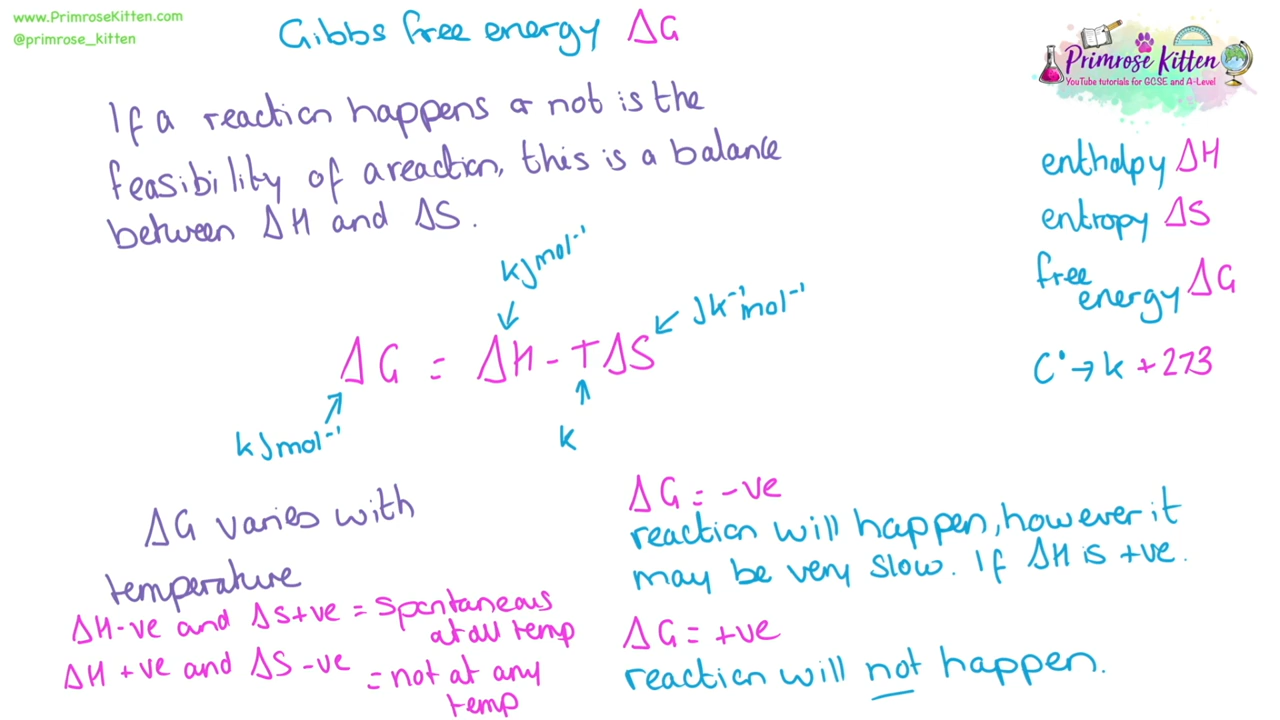 www.PrimroseKitten.com
@primrose_kitten
Gibbs free energy ΔG
Primrose Kitten
YouTube tutorials for GCSE and A-Level
If a reaction happens or not is the
feasibility of a reaction, this is a balance
between ΔH and ΔS.
enthalpy ΔH
entropy ΔS
free
energy ΔG
C° → k + 273
kJmol⁻¹
Jk⁻¹mol⁻¹
ΔG = ΔH - TΔS
kJmol⁻¹
k
ΔG varies with
temperature
ΔH -ve and ΔS +ve = spontaneous
at all temp
ΔH +ve and ΔS -ve = not at any
temp
ΔG = -ve
reaction will happen, however it
may be very slow. If ΔH is +ve.
ΔG = +ve
reaction will not happen.